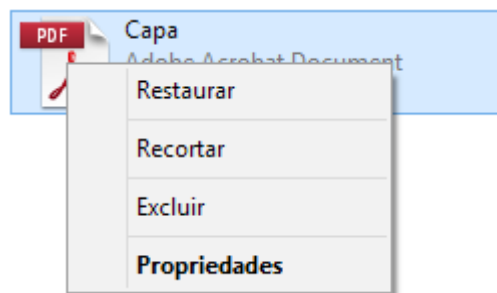 PDF
Capa
Adobe Acrobat Document
Restaurar
Recortar
Excluir
Propriedades